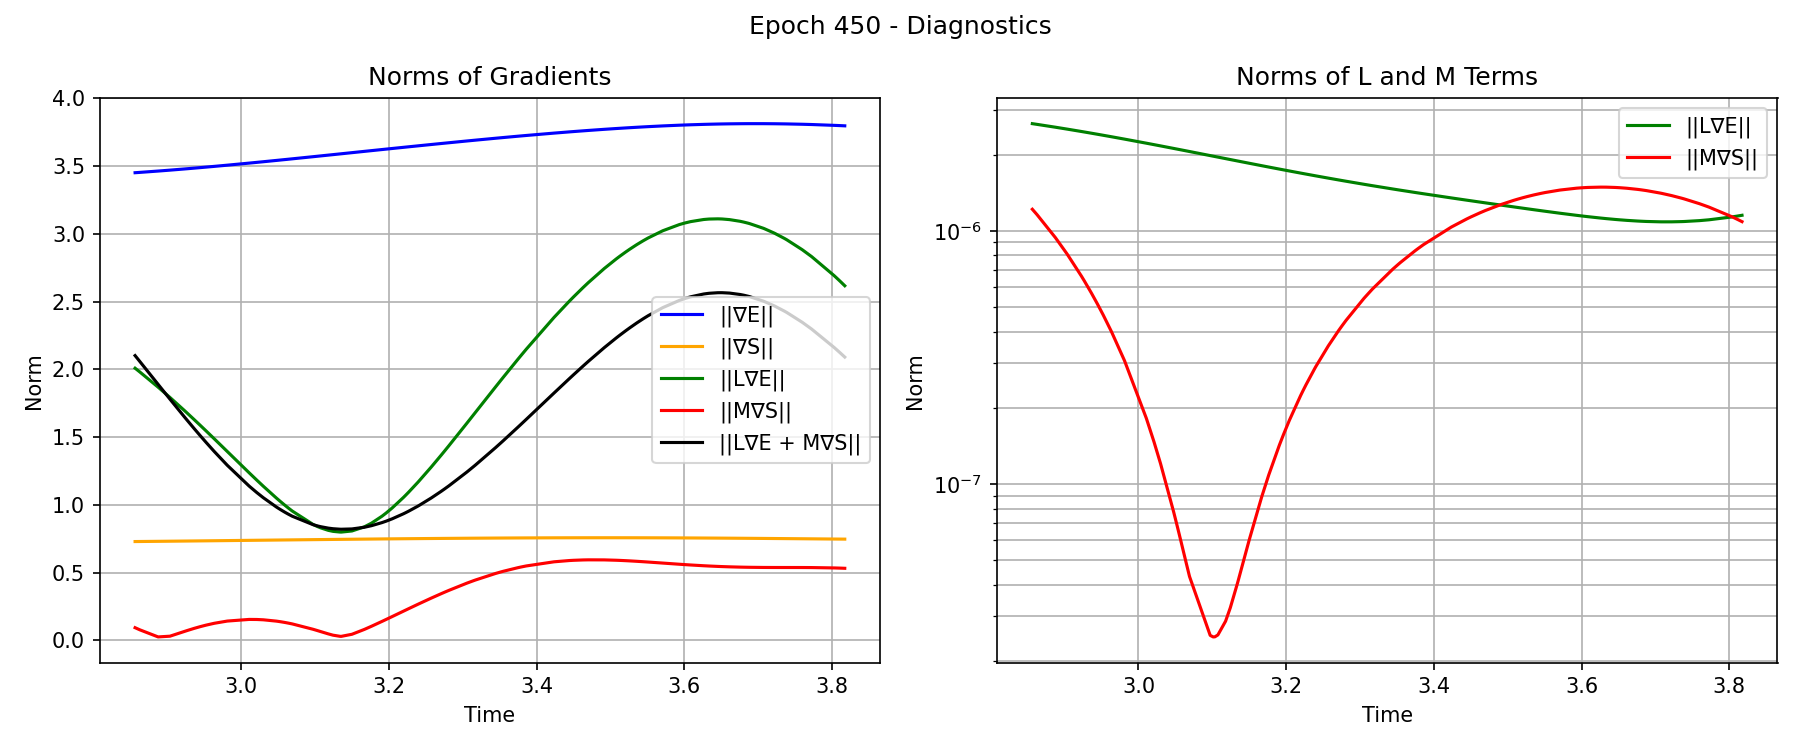 Epoch 450 - Diagnostics
Norms of Gradients
4.0
3.5
3.0
2.5
2.0
1.5
1.0
0.5
0.0
Norm
3.0
3.2
3.4
3.6
3.8
Time
||∇E||
||∇S||
||L∇E||
||M∇S||
||L∇E + M∇S||
Norms of L and M Terms
10⁻⁶
10⁻⁷
Norm
3.0
3.2
3.4
3.6
3.8
Time
||L∇E||
||M∇S||